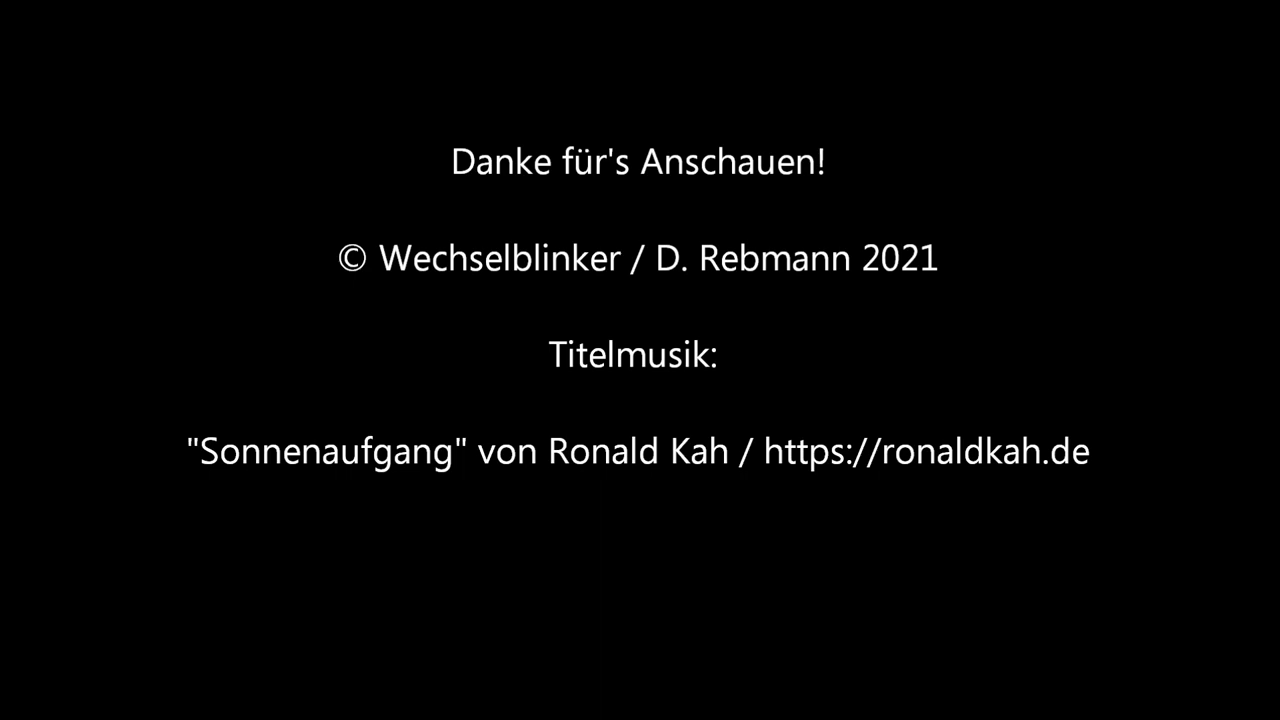 Danke für's Anschauen!
© Wechselblinker / D. Rebmann 2021
Titelmusik:
"Sonnenaufgang" von Ronald Kah / https://ronaldkah.de